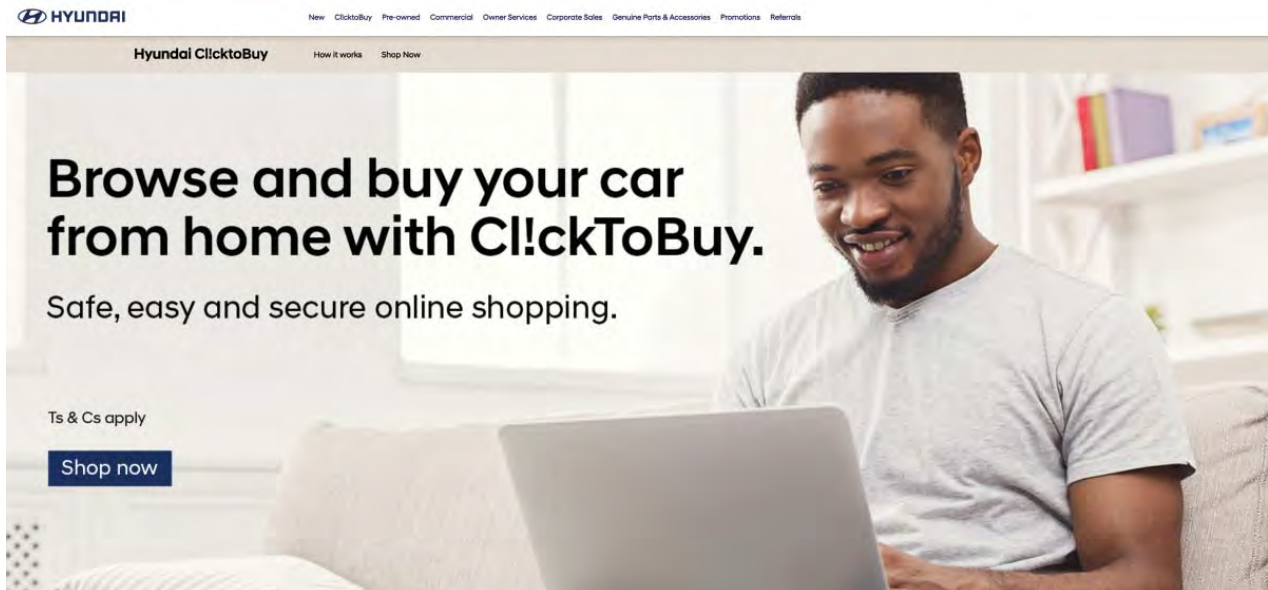 HYUNDAI
New ClicktoBuy Pre-owned Commercial Owner Services Corporate Sales Genuine Parts & Accessories Promotions Referrals
Hyundai Cl!cktoBuy How it works Shop Now
Browse and buy your car
from home with Cl!ckToBuy.
Safe, easy and secure online shopping.
Ts & Cs apply
Shop now